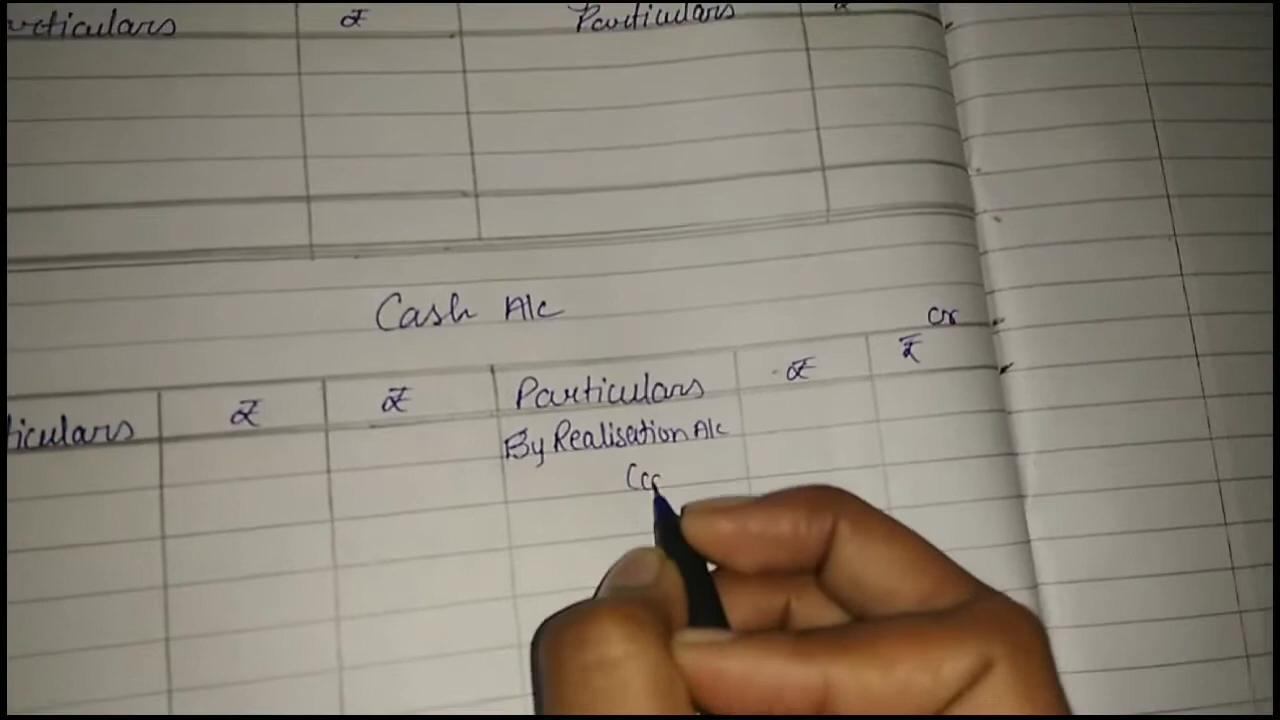 rticulars ₹ Particulars ₹
Cash A/c
Cr
ticulars ₹ ₹ Particulars ₹ ₹
By Realisation A/c